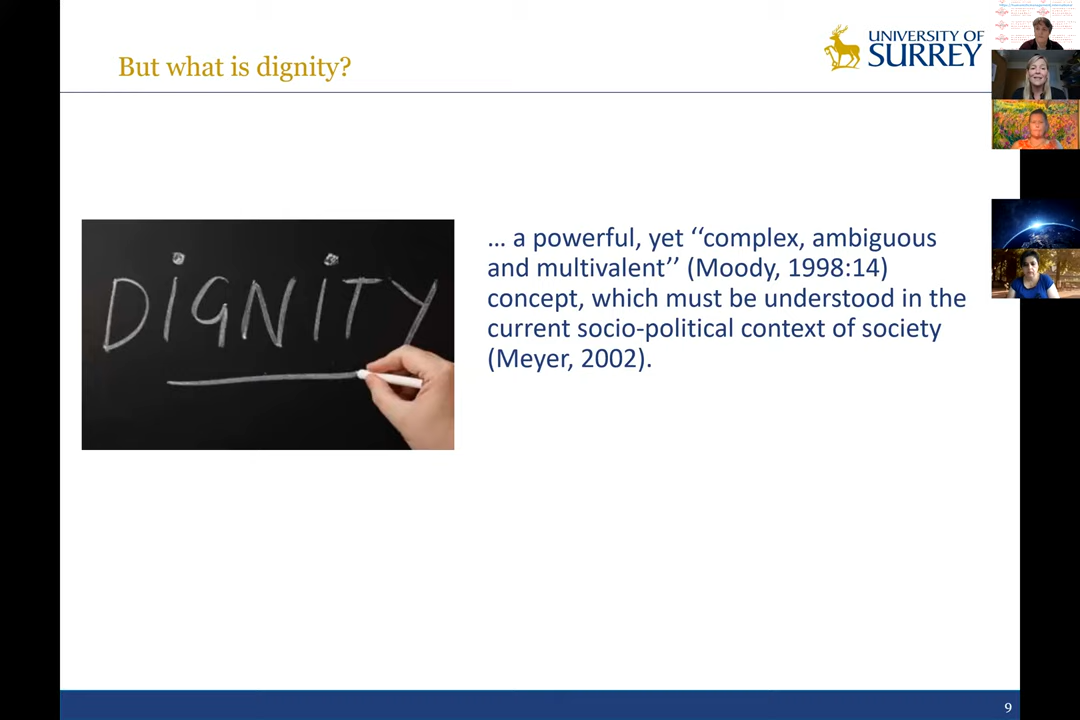 But what is dignity?
UNIVERSITY OF
SURREY
DiGNiTY
… a powerful, yet ‘‘complex, ambiguous
and multivalent’’ (Moody, 1998:14)
concept, which must be understood in the
current socio-political context of society
(Meyer, 2002).
9